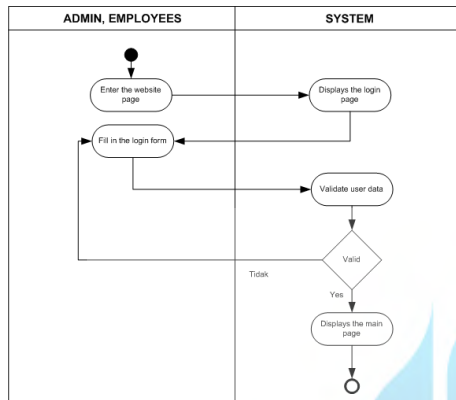 ADMIN, EMPLOYEES
SYSTEM
Enter the website
page
Displays the login
page
Fill in the login form
Validate user data
Valid
Tidak
Yes
Displays the main
page